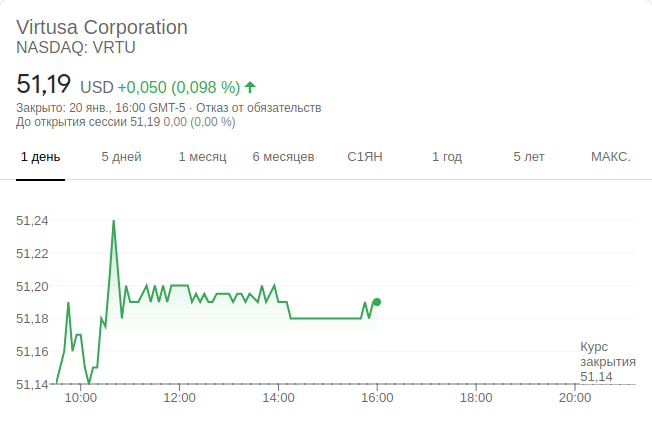 Virtusa Corporation
NASDAQ: VRTU
51,19 USD +0,050 (0,098 %)
Закрыто: 20 янв., 16:00 GMT-5 · Отказ от обязательств
До открытия сессии 51,19 0,00 (0,00 %)
1 день 5 дней 1 месяц 6 месяцев С1ЯН 1 год 5 лет МАКС.
51,24
51,22
51,20
51,18
51,16
51,14
Курс
закрытия
51,14
10:00 12:00 14:00 16:00 18:00 20:00